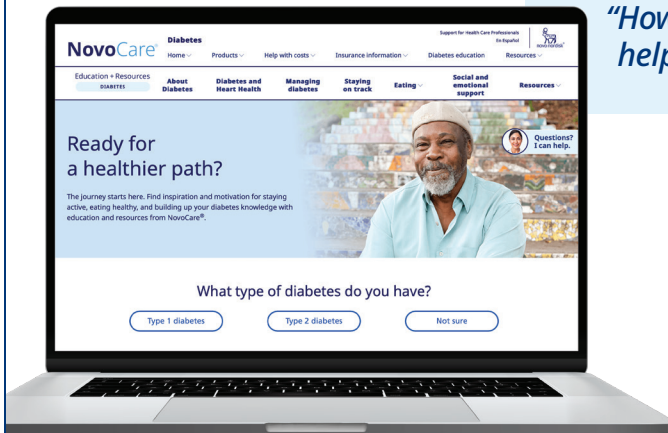 "How
help
Support for Health Care Professionals
En Español
novo nordisk®
NovoCare®
Diabetes
Home
Products
Help with costs
Insurance information
Diabetes education
Resources
Education + Resources
DIABETES
About
Diabetes
Diabetes and
Heart Health
Managing
diabetes
Staying
on track
Eating
Social and
emotional
support
Resources
Ready for
a healthier path?
The journey starts here. Find inspiration and motivation for staying
active, eating healthy, and building up your diabetes knowledge with
education and resources from NovoCare®.
Questions?
I can help.
What type of diabetes do you have?
Type 1 diabetes
Type 2 diabetes
Not sure